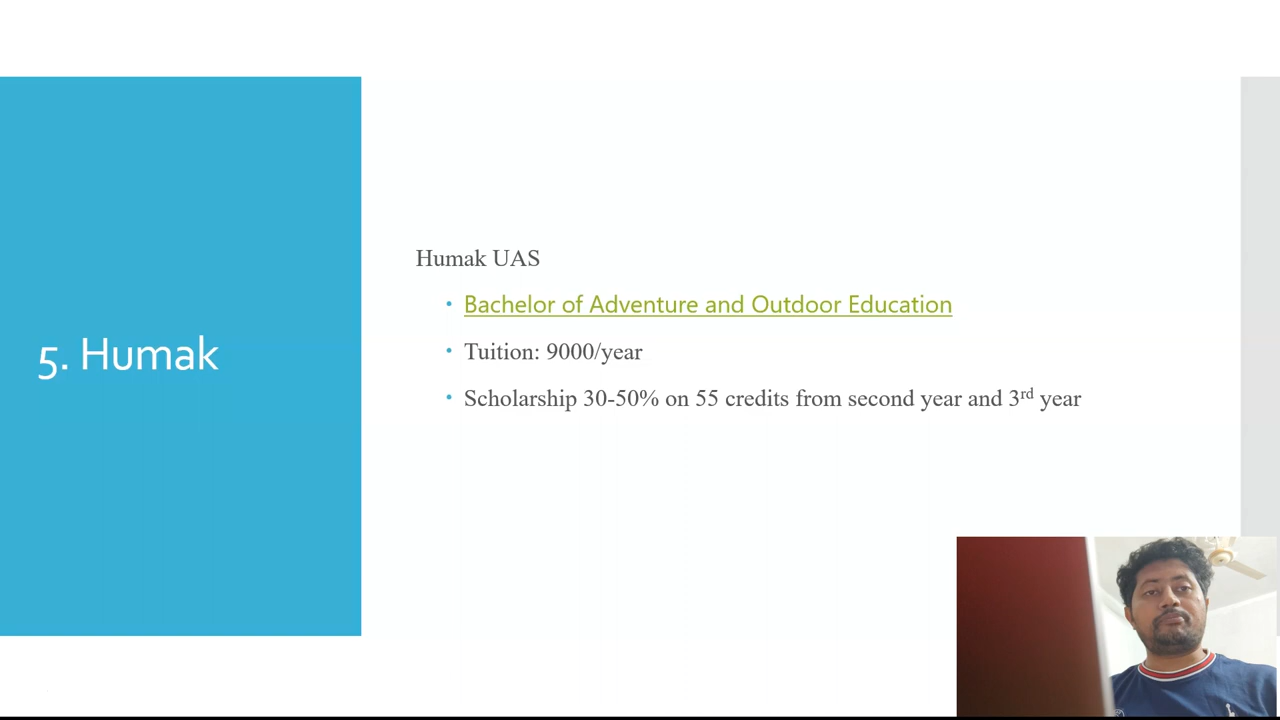 5. Humak
Humak UAS
• Bachelor of Adventure and Outdoor Education
• Tuition: 9000/year
• Scholarship 30-50% on 55 credits from second year and 3rd year